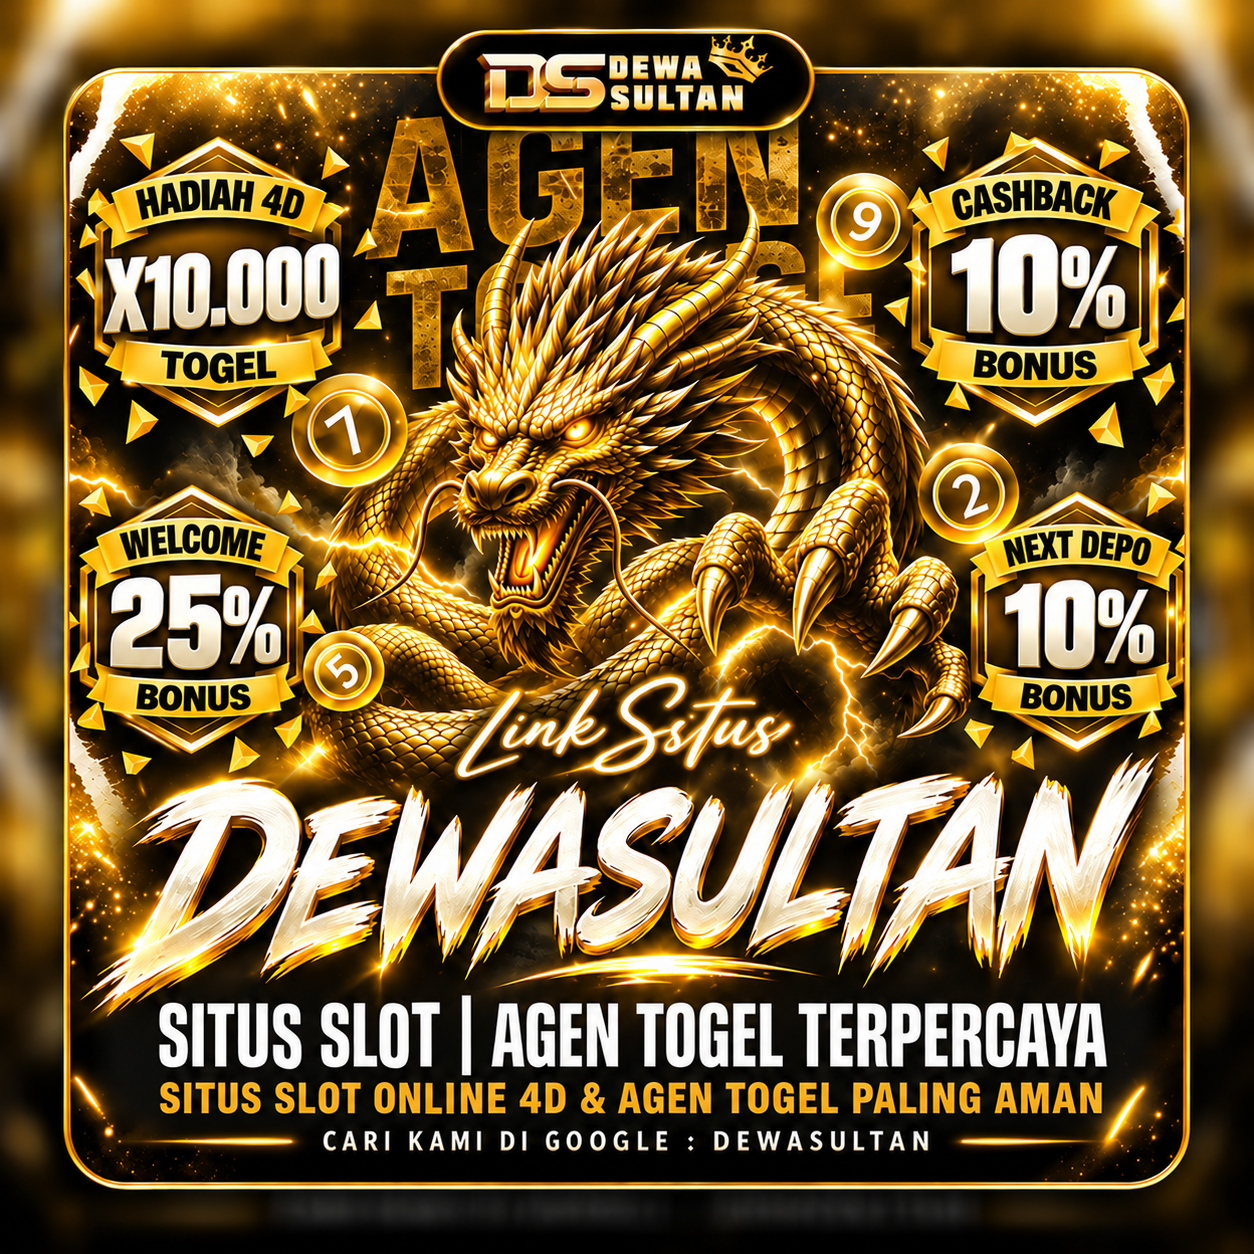 DS DEWA
SULTAN
AGEN
HADIAH 4D
X10.000
TOGEL
CASHBACK
10%
BONUS
9
7
2
WELCOME
25%
BONUS
5
NEXT DEPO
10%
BONUS
Link Sstus
DEWASULTAN
SITUS SLOT | AGEN TOGEL TERPERCAYA
SITUS SLOT ONLINE 4D & AGEN TOGEL PALING AMAN
CARI KAMI DI GOOGLE : DEWASULTAN